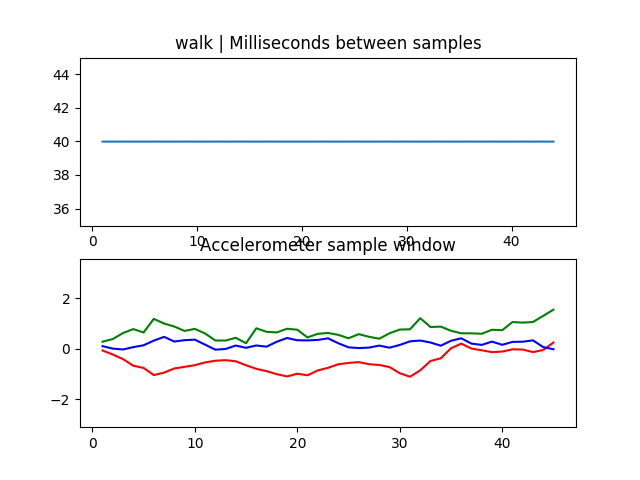 walk | Milliseconds between samples
44
42
40
38
36
0 10 20 30 40
Accelerometer sample window
2
0
−2
0 10 20 30 40